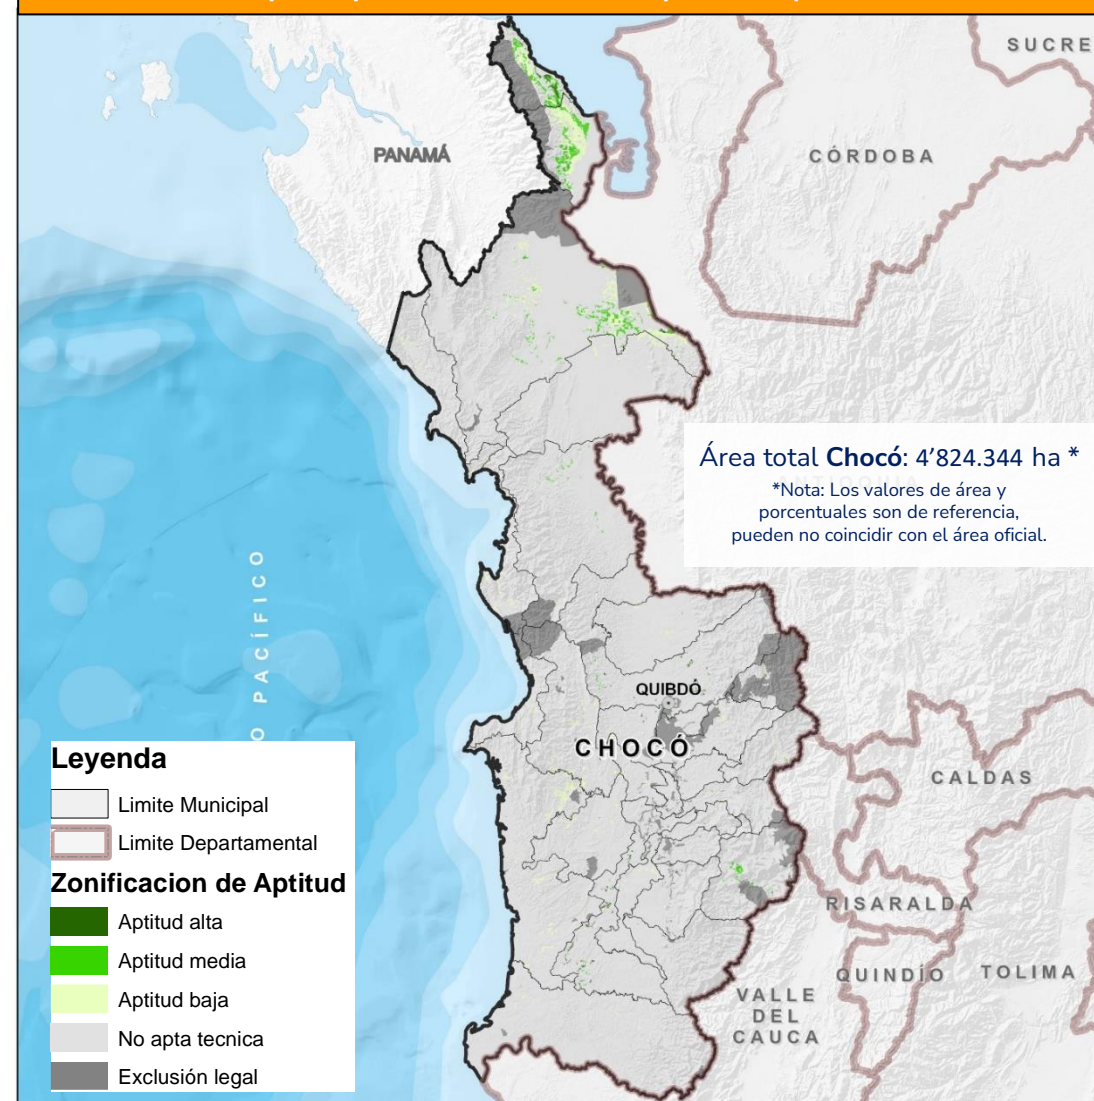 SUCRE
PANAMÁ
CÓRDOBA
Área total Chocó: 4’824.344 ha *
*Nota: Los valores de área y
porcentuales son de referencia,
pueden no coincidir con el área oficial.
O PACÍFICO
QUIBDÓ
CHOCÓ
CALDAS
RISARALDA
QUINDÍO
TOLIMA
VALLE
DEL
CAUCA
Leyenda
Limite Municipal
Limite Departamental
Zonificacion de Aptitud
Aptitud alta
Aptitud media
Aptitud baja
No apta tecnica
Exclusión legal